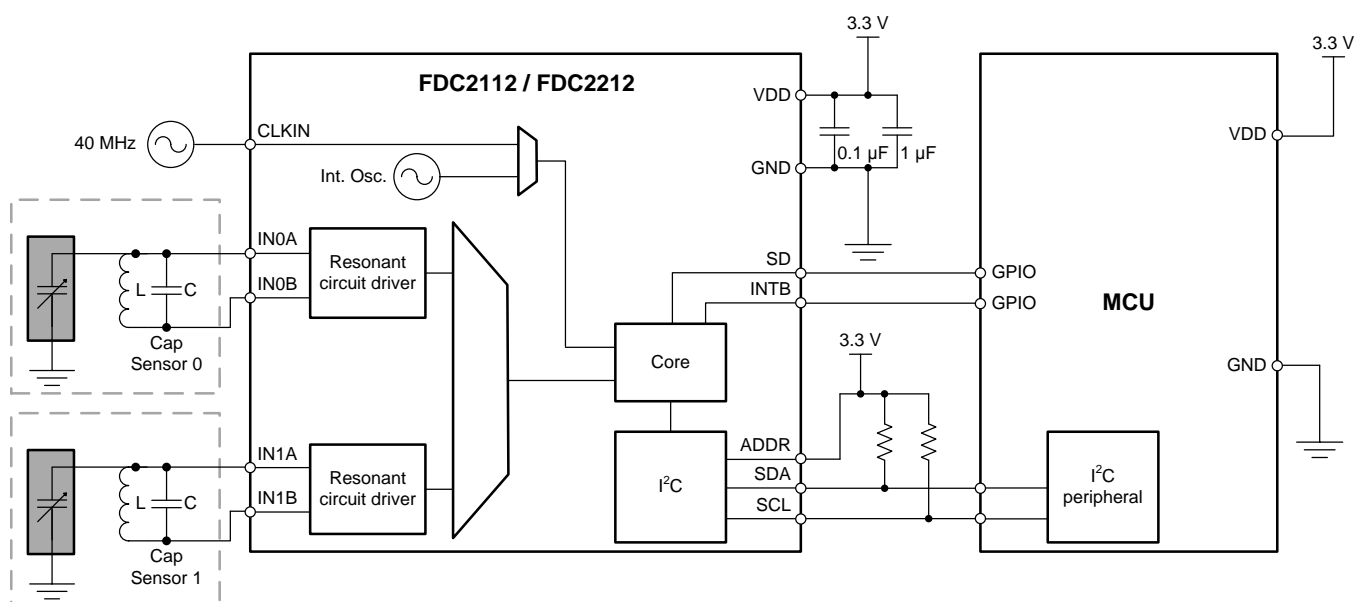 FDC2112 / FDC2212
3.3 V
3.3 V
40 MHz
CLKIN
Int. Osc.
VDD
0.1 µF
1 µF
GND
VDD
IN0A
IN0B
Resonant
circuit driver
L
C
Cap
Sensor 0
SD
INTB
GPIO
GPIO
MCU
Core
3.3 V
GND
IN1A
IN1B
Resonant
circuit driver
L
C
Cap
Sensor 1
I²C
ADDR
SDA
SCL
I²C
peripheral